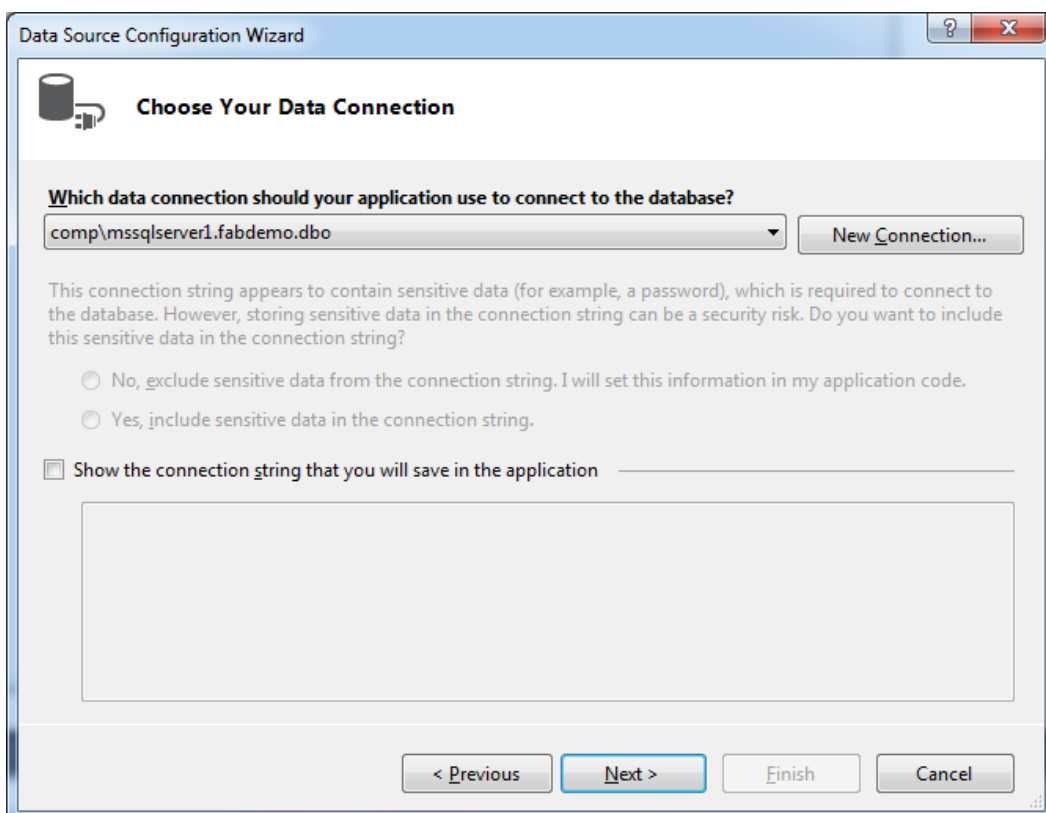 Data Source Configuration Wizard
Choose Your Data Connection
Which data connection should your application use to connect to the database?
comp\mssqlserver1.fabdemo.dbo
New Connection...
This connection string appears to contain sensitive data (for example, a password), which is required to connect to
the database. However, storing sensitive data in the connection string can be a security risk. Do you want to include
this sensitive data in the connection string?
No, exclude sensitive data from the connection string. I will set this information in my application code.
Yes, include sensitive data in the connection string.
Show the connection string that you will save in the application
< Previous
Next >
Finish
Cancel